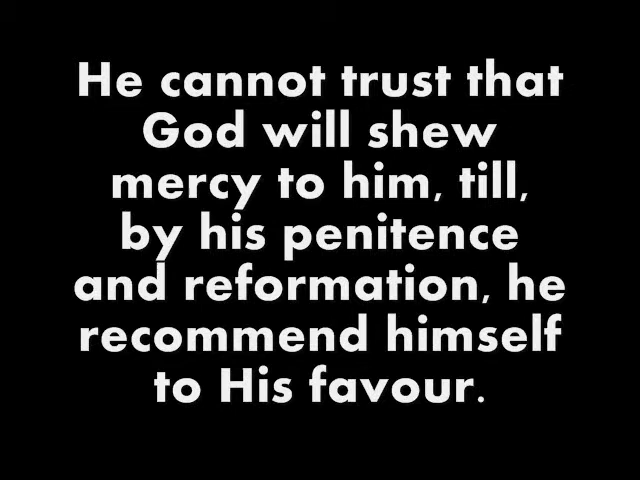 He cannot trust that
God will shew
mercy to him, till,
by his penitence
and reformation, he
recommend himself
to His favour.